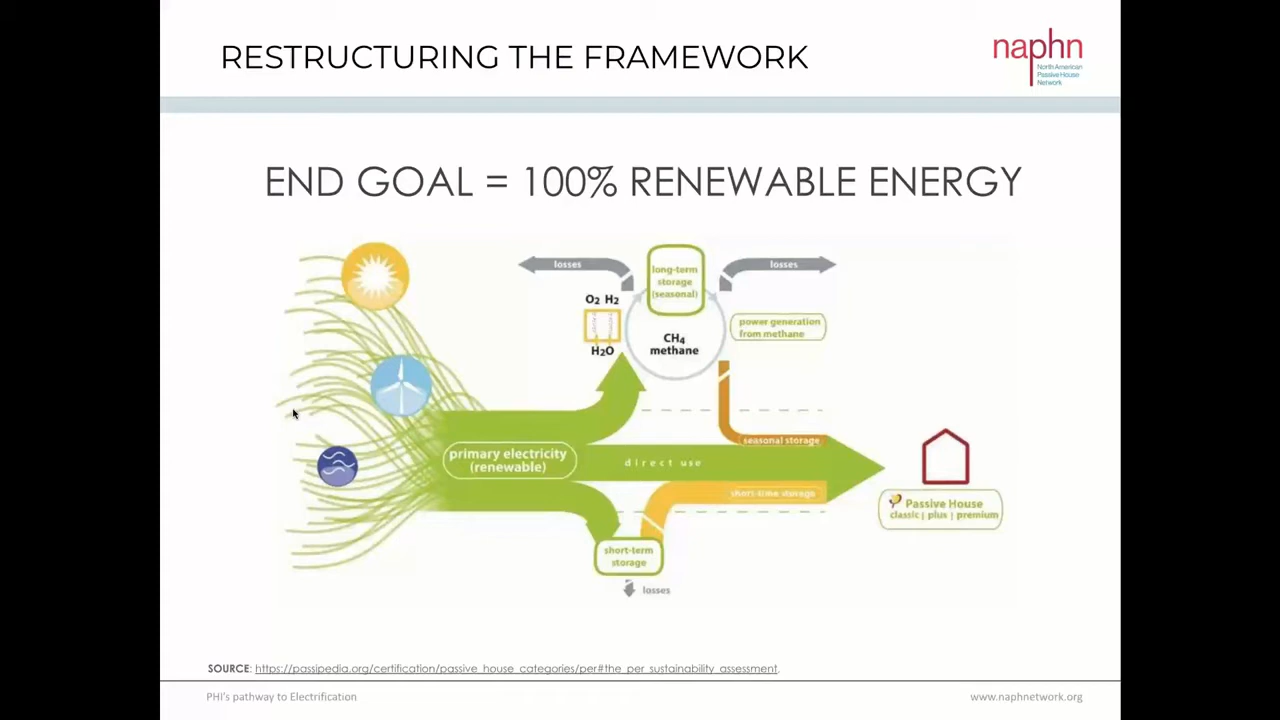 RESTRUCTURING THE FRAMEWORK
naphn
North American
Passive House
Network
END GOAL = 100% RENEWABLE ENERGY
losses
long-term
storage
(seasonal)
losses
O2 H2
H2O
CH4
methane
power generation
from methane
primary electricity
(renewable)
direct use
seasonal storage
short-time storage
Passive House
classic | plus | premium
short-term
storage
losses
SOURCE: https://passipedia.org/certification/passive_house_categories/per#the_per_sustainability_assessment.
PHI's pathway to Electrification
www.naphnetwork.org